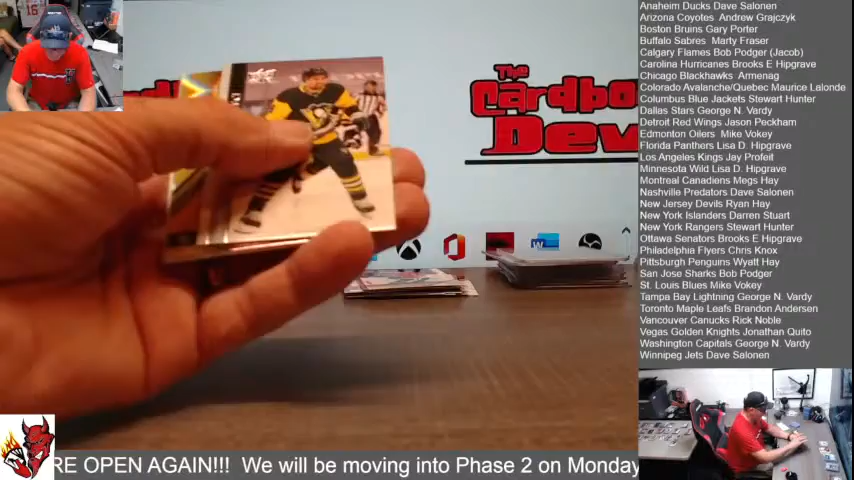 Anaheim Ducks Dave Salonen
Arizona Coyotes Andrew Grajczyk
Boston Bruins Gary Porter
Buffalo Sabres Marty Fraser
Calgary Flames Bob Podger (Jacob)
Carolina Hurricanes Brooks E Hipgrave
Chicago Blackhawks Armenag
Colorado Avalanche/Quebec Maurice Lalonde
Columbus Blue Jackets Stewart Hunter
Dallas Stars George N. Vardy
Detroit Red Wings Jason Peckham
Edmonton Oilers Mike Vokey
Florida Panthers Lisa D. Hipgrave
Los Angeles Kings Jay Profeit
Minnesota Wild Lisa D. Hipgrave
Montreal Canadiens Megs Hay
Nashville Predators Dave Salonen
New Jersey Devils Ryan Hay
New York Islanders Darren Stuart
New York Rangers Stewart Hunter
Ottawa Senators Brooks E Hipgrave
Philadelphia Flyers Chris Knox
Pittsburgh Penguins Wyatt Hay
San Jose Sharks Bob Podger
St. Louis Blues Mike Vokey
Tampa Bay Lightning George N. Vardy
Toronto Maple Leafs Brandon Andersen
Vancouver Canucks Rick Noble
Vegas Golden Knights Jonathan Quito
Washington Capitals George N. Vardy
Winnipeg Jets Dave Salonen
The
Cardbo
Dev
RE OPEN AGAIN!!! We will be moving into Phase 2 on Monday